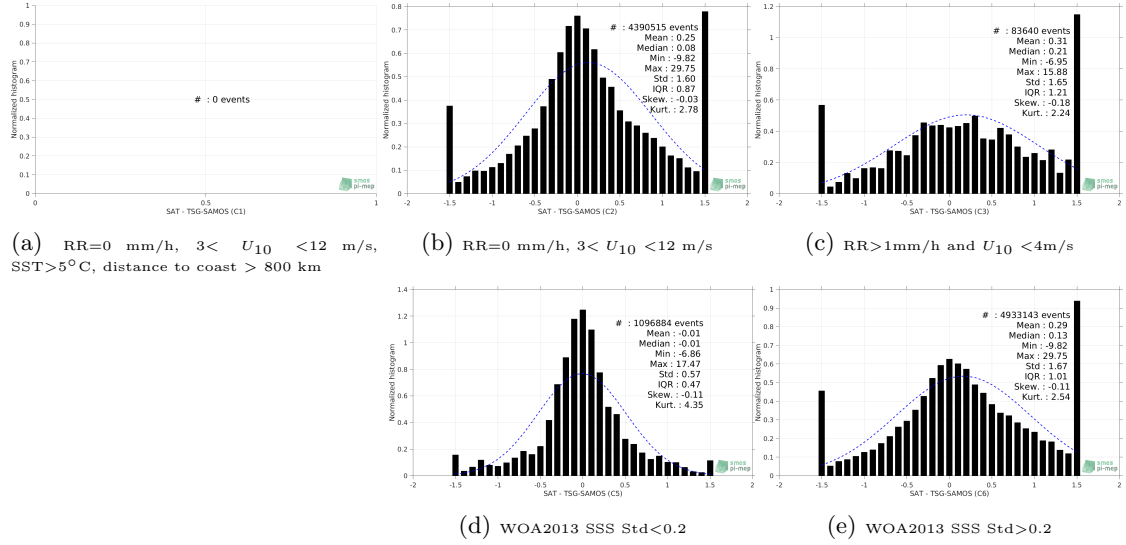 1
0.9
0.8
0.7
0.6
0.5
0.4
0.3
0.2
0.1
0
Normalized histogram
# : 0 events
0 0.5 1
SAT - TSG-SAMOS (C1)
smos
pi-mep
(a) RR=0 mm/h, 3< U10 <12 m/s,
SST>5°C, distance to coast > 800 km
0.8
0.7
0.6
0.5
0.4
0.3
0.2
0.1
0
Normalized histogram
# : 4390515 events
Mean : 0.25
Median : 0.08
Min : -9.82
Max : 29.75
Std : 1.60
IQR : 0.87
Skew. : -0.03
Kurt. : 2.78
-2 -1.5 -1 -0.5 0 0.5 1 1.5 2
SAT - TSG-SAMOS (C2)
smos
pi-mep
(b) RR=0 mm/h, 3< U10 <12 m/s
1.2
1
0.8
0.6
0.4
0.2
0
Normalized histogram
# : 83640 events
Mean : 0.31
Median : 0.21
Min : -6.95
Max : 15.88
Std : 1.65
IQR : 1.21
Skew. : -0.18
Kurt. : 2.24
-2 -1.5 -1 -0.5 0 0.5 1 1.5 2
SAT - TSG-SAMOS (C3)
smos
pi-mep
(c) RR>1mm/h and U10 <4m/s
1.4
1.2
1
0.8
0.6
0.4
0.2
0
Normalized histogram
# : 1096884 events
Mean : -0.01
Median : -0.01
Min : -6.86
Max : 17.47
Std : 0.57
IQR : 0.47
Skew. : -0.11
Kurt. : 4.35
-2 -1.5 -1 -0.5 0 0.5 1 1.5 2
SAT - TSG-SAMOS (C5)
smos
pi-mep
(d) WOA2013 SSS Std<0.2
1
0.9
0.8
0.7
0.6
0.5
0.4
0.3
0.2
0.1
0
Normalized histogram
# : 4933143 events
Mean : 0.29
Median : 0.13
Min : -9.82
Max : 29.75
Std : 1.67
IQR : 1.01
Skew. : -0.11
Kurt. : 2.54
-2 -1.5 -1 -0.5 0 0.5 1 1.5 2
SAT - TSG-SAMOS (C6)
smos
pi-mep
(e) WOA2013 SSS Std>0.2